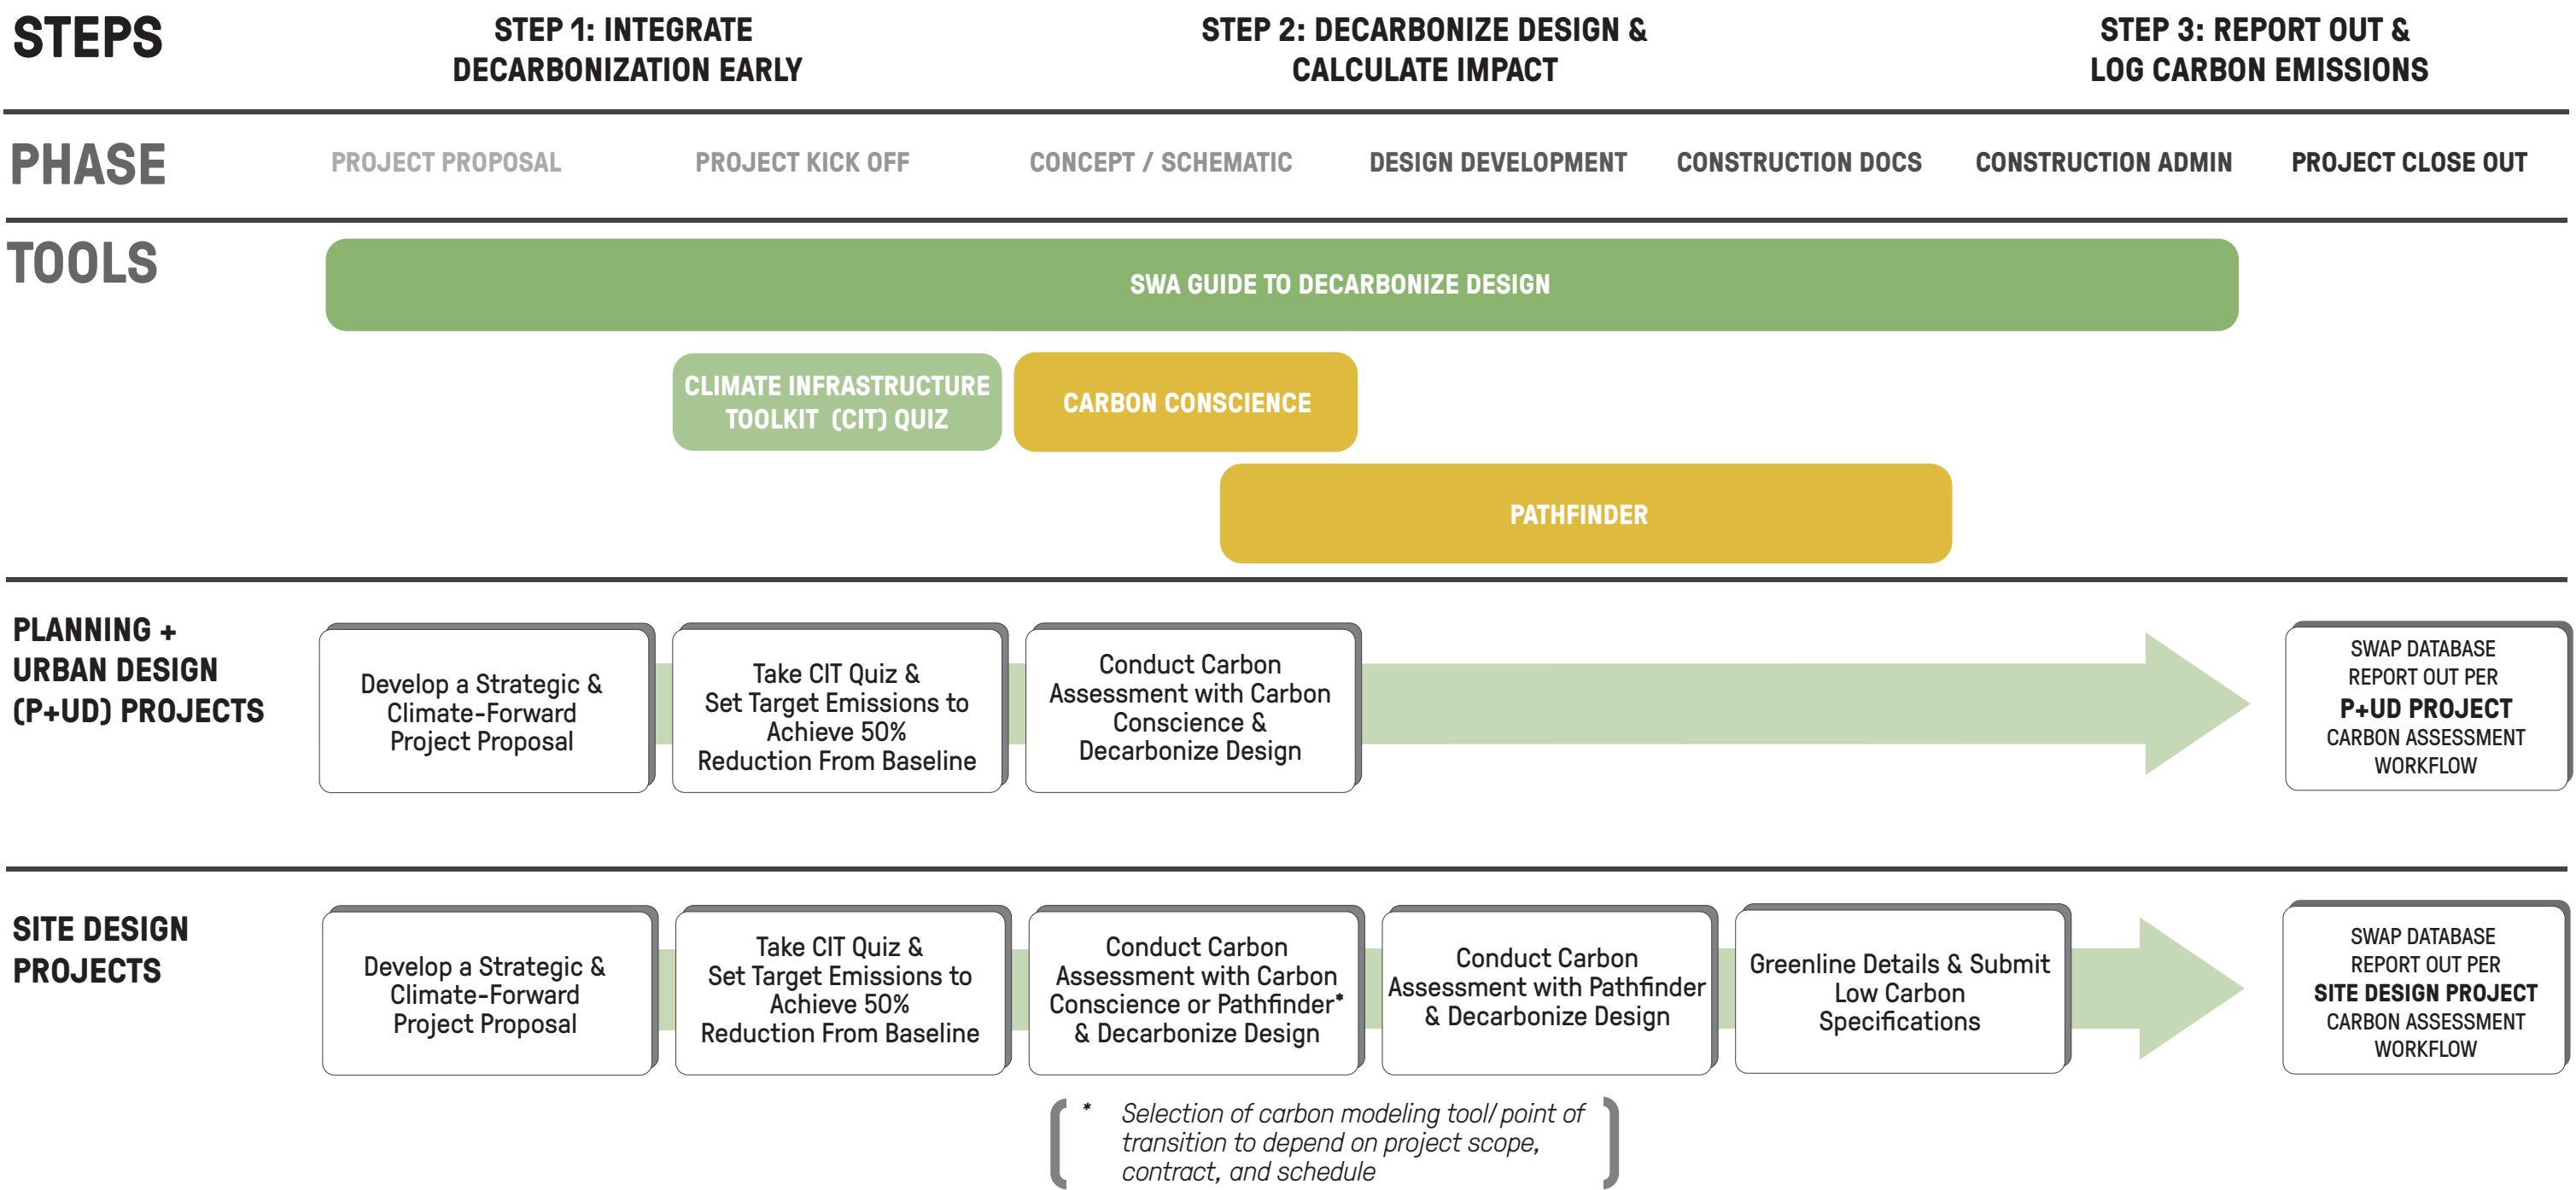 STEPS
STEP 1: INTEGRATE
DECARBONIZATION EARLY
STEP 2: DECARBONIZE DESIGN &
CALCULATE IMPACT
STEP 3: REPORT OUT &
LOG CARBON EMISSIONS
PHASE
PROJECT PROPOSAL
PROJECT KICK OFF
CONCEPT / SCHEMATIC
DESIGN DEVELOPMENT
CONSTRUCTION DOCS
CONSTRUCTION ADMIN
PROJECT CLOSE OUT
TOOLS
SWA GUIDE TO DECARBONIZE DESIGN
CLIMATE INFRASTRUCTURE
TOOLKIT (CIT) QUIZ
CARBON CONSCIENCE
PATHFINDER
PLANNING +
URBAN DESIGN
(P+UD) PROJECTS
Develop a Strategic &
Climate-Forward
Project Proposal
Take CIT Quiz &
Set Target Emissions to
Achieve 50%
Reduction From Baseline
Conduct Carbon
Assessment with Carbon
Conscience &
Decarbonize Design
SWAP DATABASE
REPORT OUT PER
P+UD PROJECT
CARBON ASSESSMENT
WORKFLOW
SITE DESIGN
PROJECTS
Develop a Strategic &
Climate-Forward
Project Proposal
Take CIT Quiz &
Set Target Emissions to
Achieve 50%
Reduction From Baseline
Conduct Carbon
Assessment with Carbon
Conscience or Pathfinder*
& Decarbonize Design
Conduct Carbon
Assessment with Pathfinder
& Decarbonize Design
Greenline Details & Submit
Low Carbon
Specifications
SWAP DATABASE
REPORT OUT PER
SITE DESIGN PROJECT
CARBON ASSESSMENT
WORKFLOW
* Selection of carbon modeling tool/point of
transition to depend on project scope,
contract, and schedule